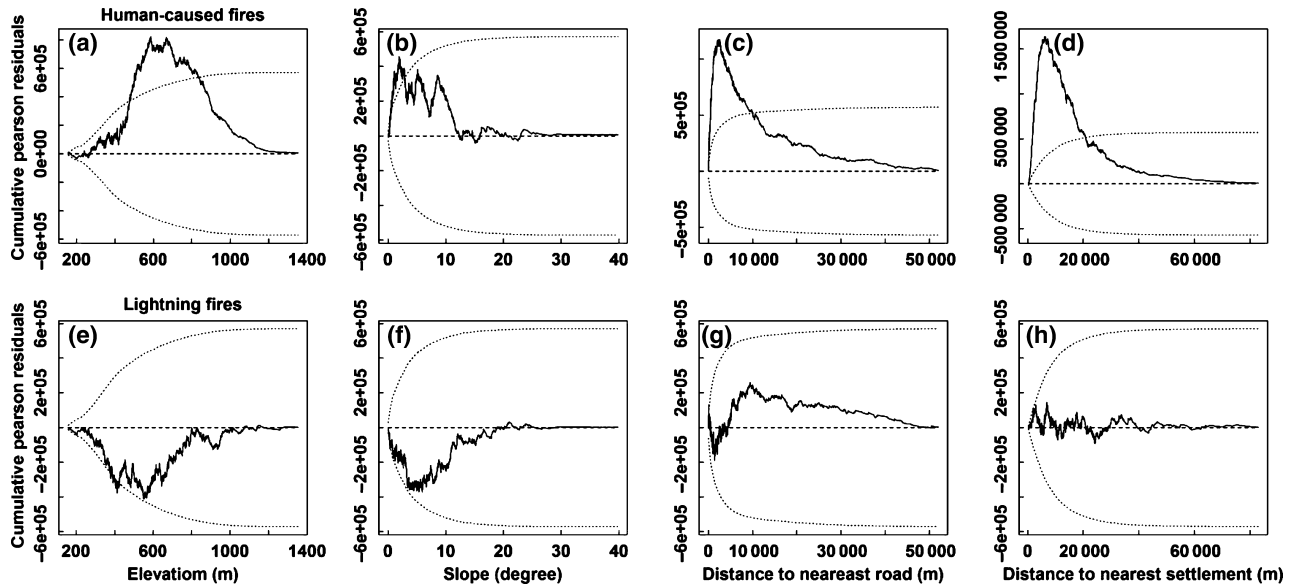 Human-caused fires
(a)
(b)
(c)
(d)
Cumulative pearson residuals
−6e+05 0e+00 6e+05
200 600 1000 1400
−6e+05 −2e+05 2e+05 6e+05
0 10 20 30 40
−5e+05 5e+05
0 10 000 30 000 50 000
−500 000 500 000 1 500 000
0 20 000 60 000
Lightning fires
(e)
(f)
(g)
(h)
Cumulative pearson residuals
−6e+05 −2e+05 2e+05 6e+05
200 600 1000 1400
−6e+05 −2e+05 2e+05 6e+05
0 10 20 30 40
−6e+05 −2e+05 2e+05 6e+05
0 10 000 30 000 50 000
−6e+05 −2e+05 2e+05 6e+05
0 20 000 60 000
Elevatiom (m)
Slope (degree)
Distance to neareast road (m)
Distance to nearest settlement (m)